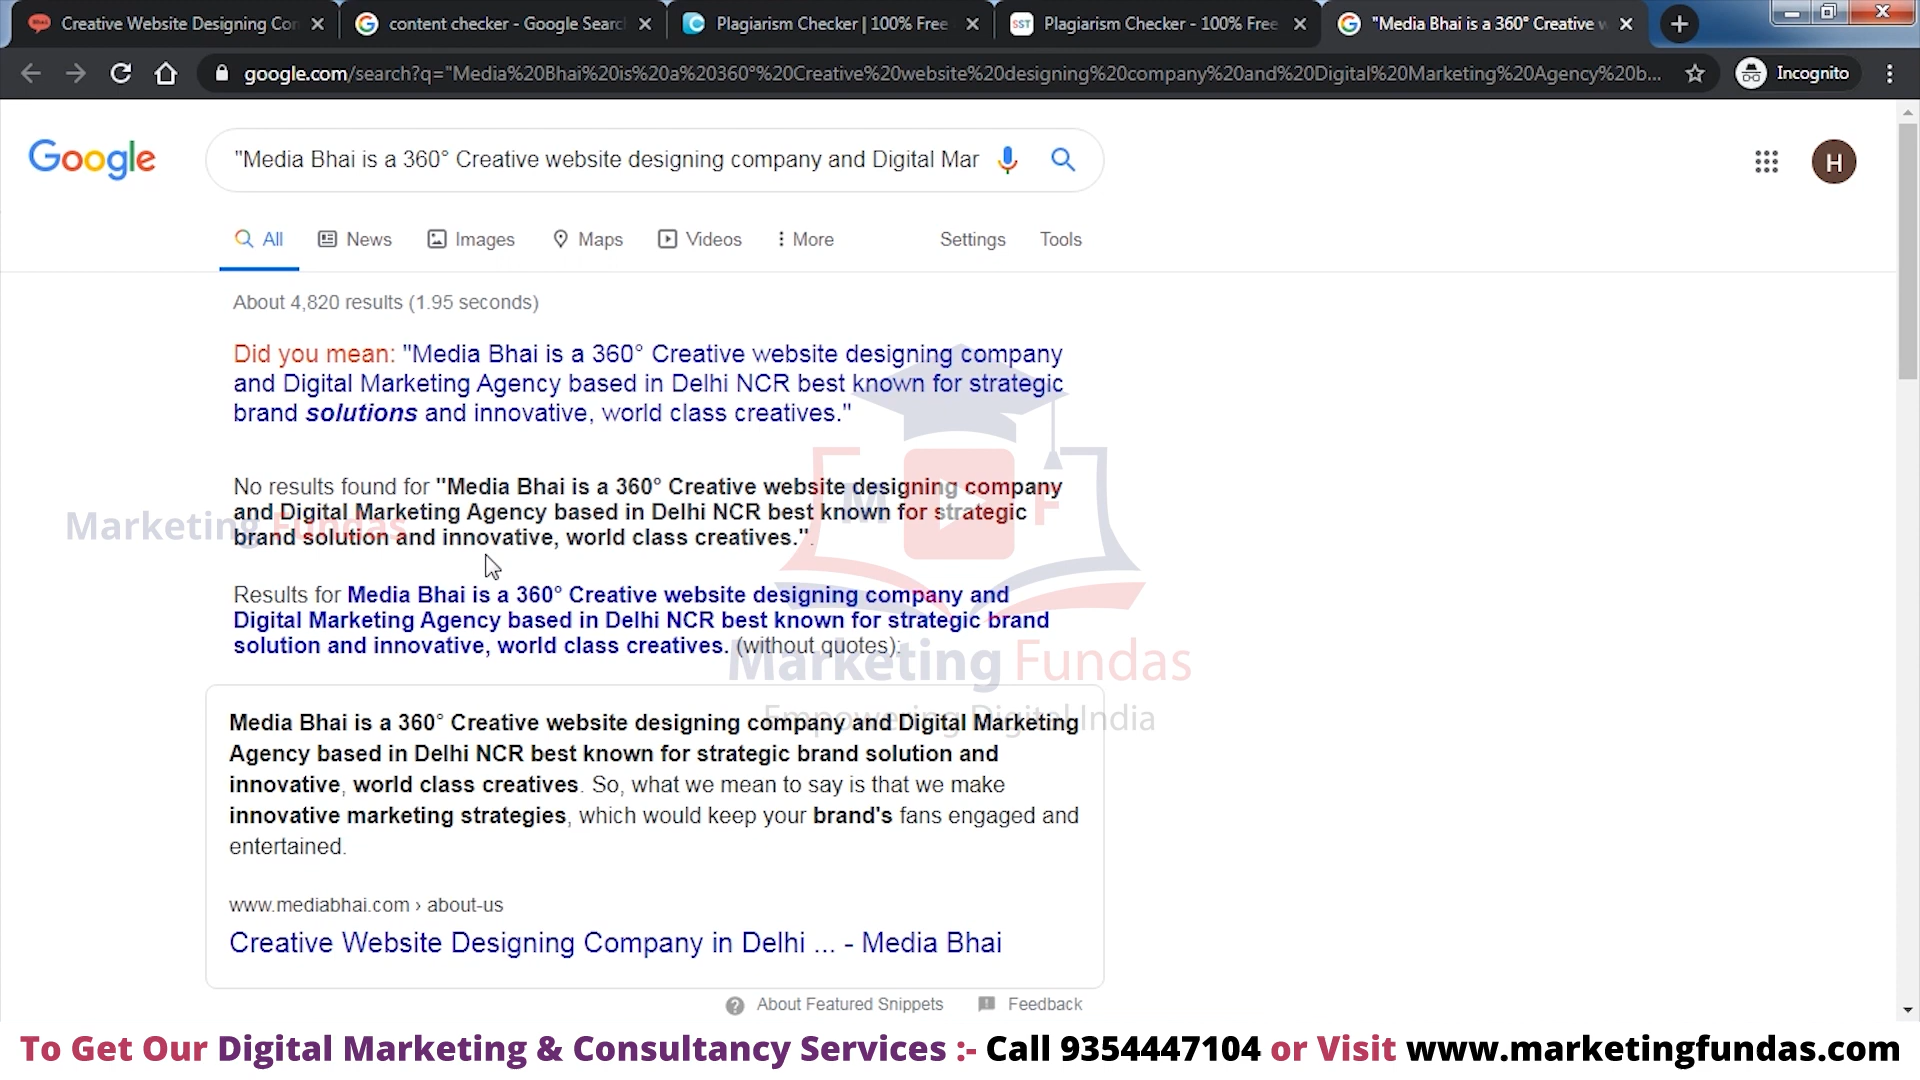 Creative Website Designing Con
content checker - Google Searc
Plagiarism Checker | 100% Free
SST
Plagiarism Checker - 100% Free
"Media Bhai is a 360° Creative w
google.com/search?q="Media%20Bhai%20is%20a%20360°%20Creative%20website%20designing%20company%20and%20Digital%20Marketing%20Agency%20b...
Incognito
Google
"Media Bhai is a 360° Creative website designing company and Digital Mar
H
All
News
Images
Maps
Videos
More
Settings
Tools
About 4,820 results (1.95 seconds)
Did you mean: "Media Bhai is a 360° Creative website designing company
and Digital Marketing Agency based in Delhi NCR best known for strategic
brand solutions and innovative, world class creatives."
No results found for "Media Bhai is a 360° Creative website designing company
and Digital Marketing Agency based in Delhi NCR best known for strategic
brand solution and innovative, world class creatives.".
Marketing Fundas
M F
Results for Media Bhai is a 360° Creative website designing company and
Digital Marketing Agency based in Delhi NCR best known for strategic brand
solution and innovative, world class creatives. (without quotes):
Marketing Fundas
Empowering Digital India
Media Bhai is a 360° Creative website designing company and Digital Marketing
Agency based in Delhi NCR best known for strategic brand solution and
innovative, world class creatives. So, what we mean to say is that we make
innovative marketing strategies, which would keep your brand's fans engaged and
entertained.
www.mediabhai.com › about-us
Creative Website Designing Company in Delhi ... - Media Bhai
About Featured Snippets
Feedback
To Get Our Digital Marketing & Consultancy Services :- Call 9354447104 or Visit www.marketingfundas.com